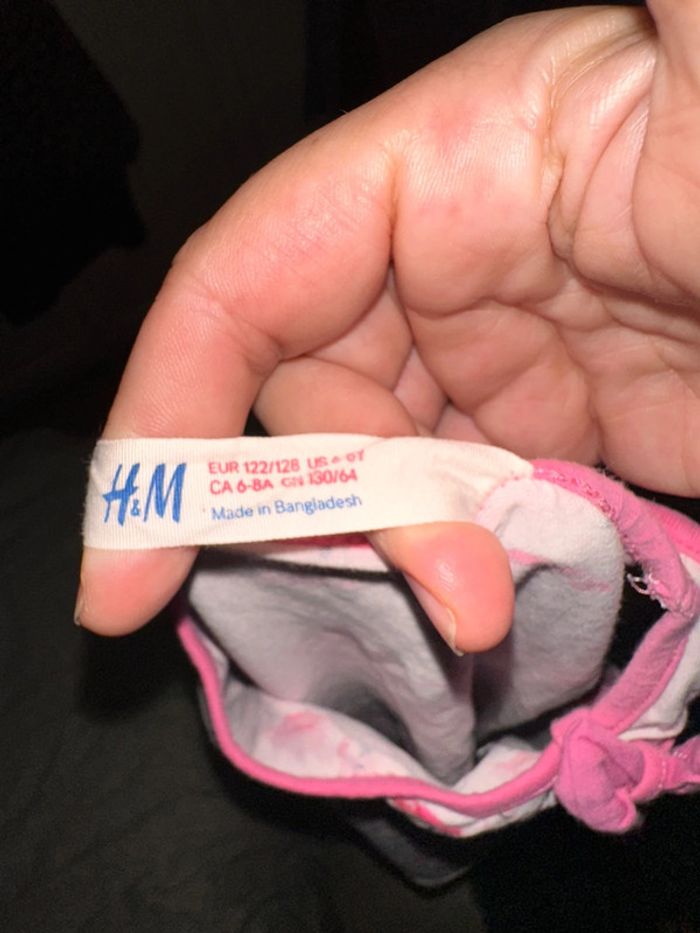 H&M
EUR 122/128 US 6-8Y
CA 6-8A CN 130/64
Made in Bangladesh